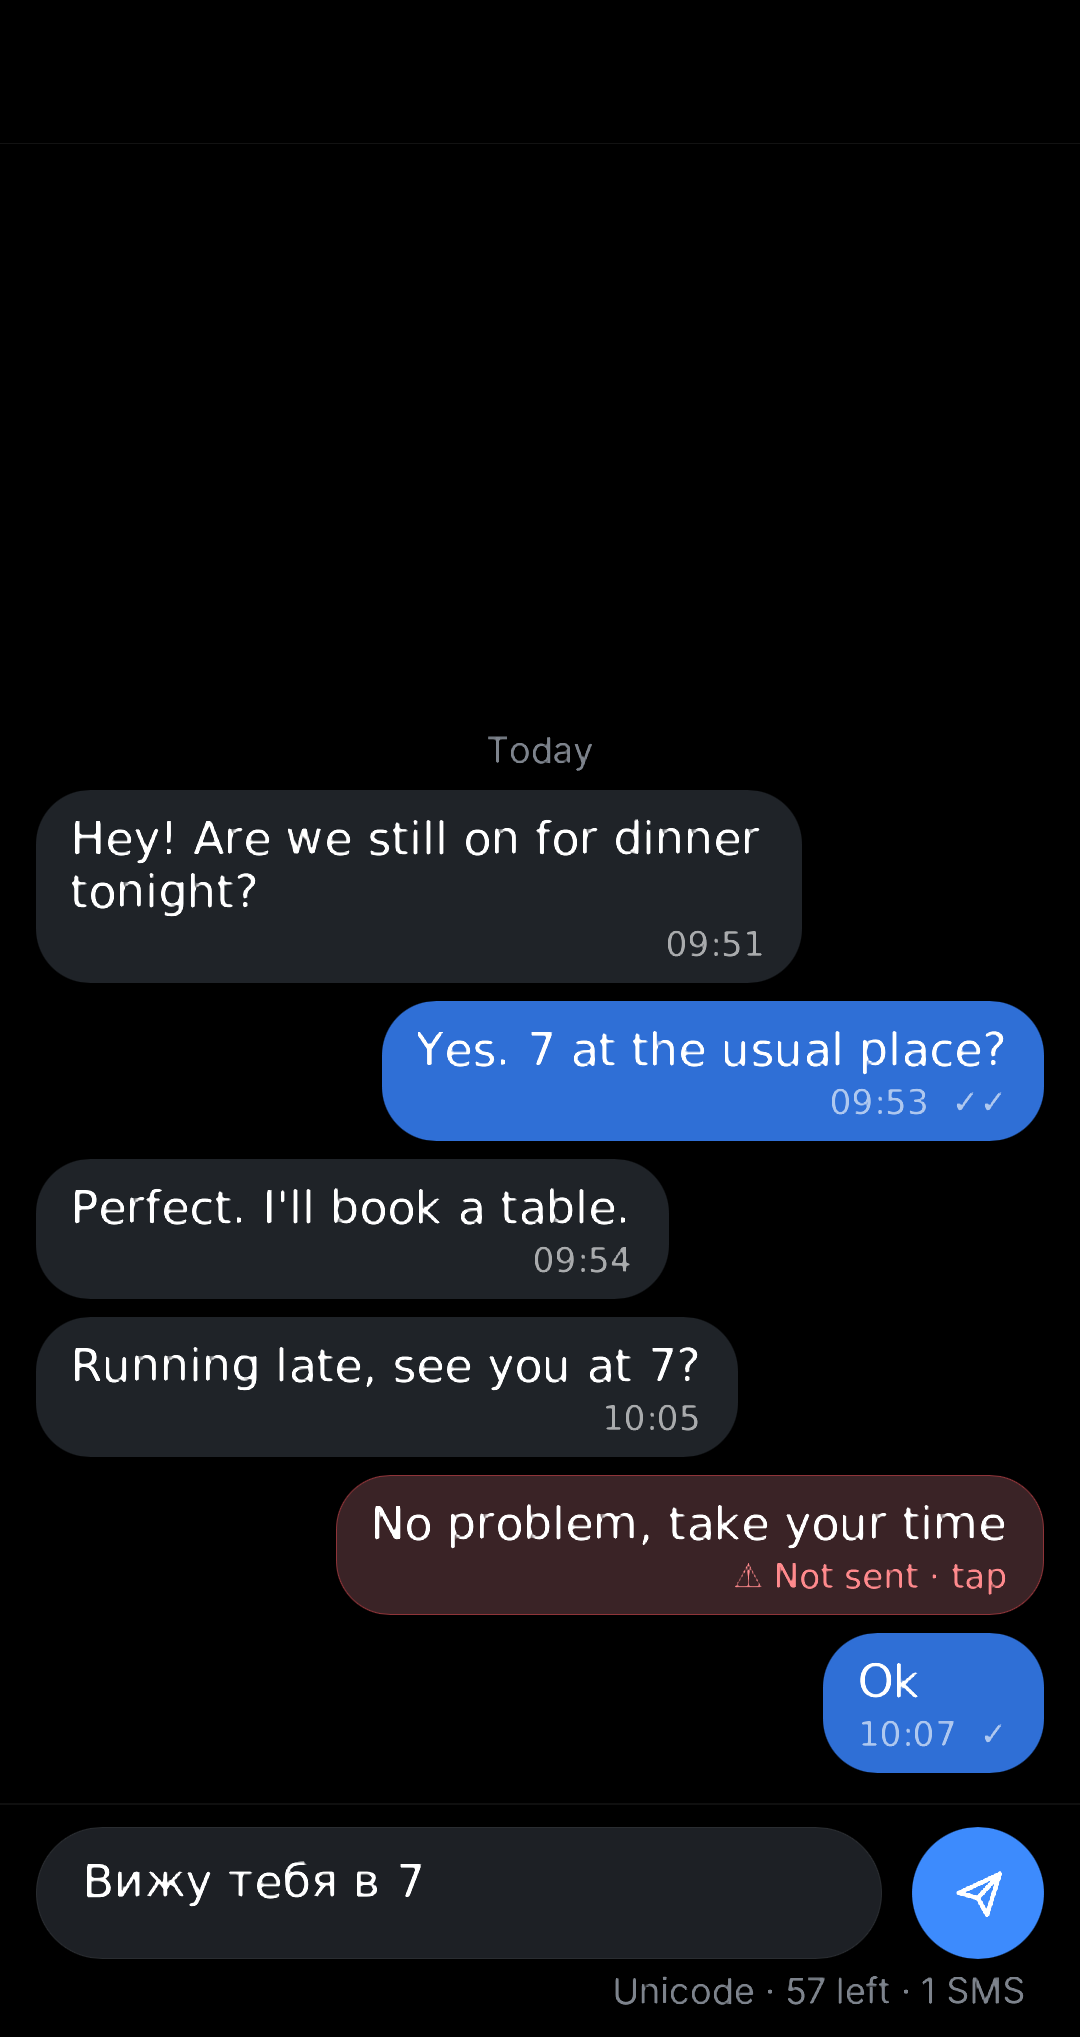 Today
Hey! Are we still on for dinner
tonight?
09:51
Yes. 7 at the usual place?
09:53 ✓✓
Perfect. I'll book a table.
09:54
Running late, see you at 7?
10:05
No problem, take your time
⚠ Not sent · tap
Ok
10:07 ✓
Вижу тебя в 7
Unicode · 57 left · 1 SMS